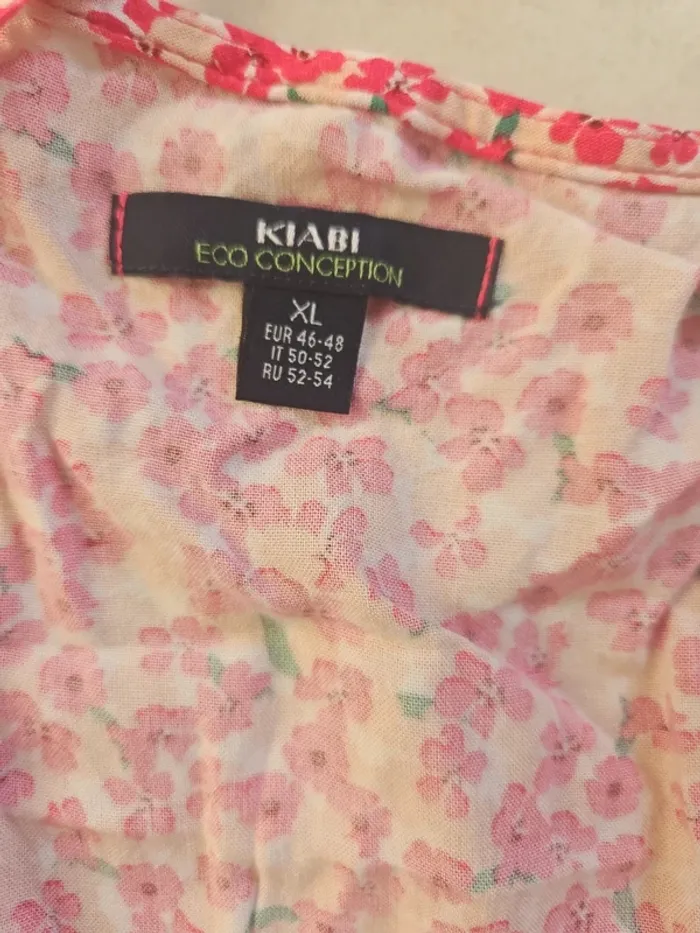 KIABI
ECO CONCEPTION
XL
EUR 46-48
IT 50-52
RU 52-54